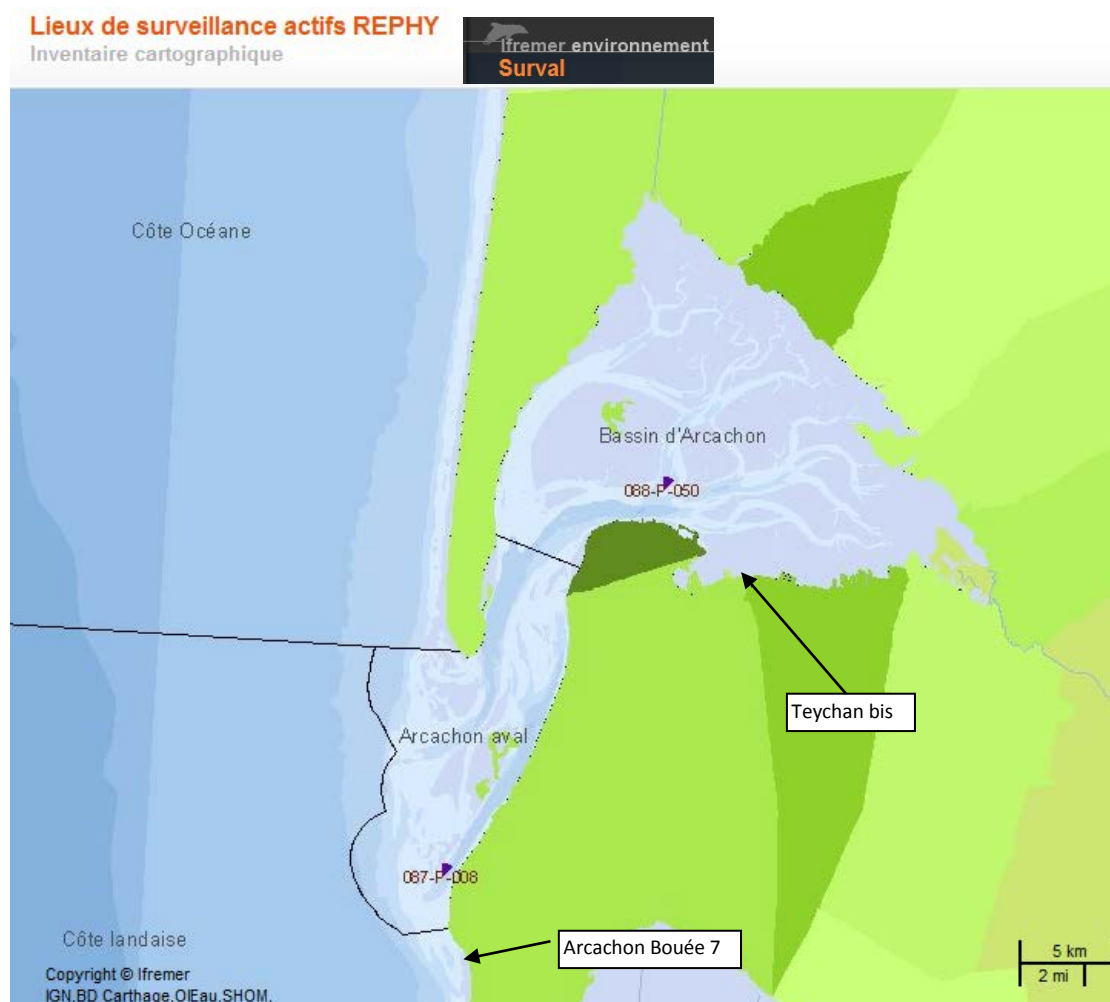 Lieux de surveillance actifs REPHY
Inventaire cartographique
Ifremer environnement
Surval
Côte Océane
Bassin d'Arcachon
088-P-050
Teychan bis
Arcachon aval
087-P-008
Côte landaise
Arcachon Bouée 7
5 km
2 mi
Copyright © Ifremer
IGN,BD Carthage,OIEau,SHOM,